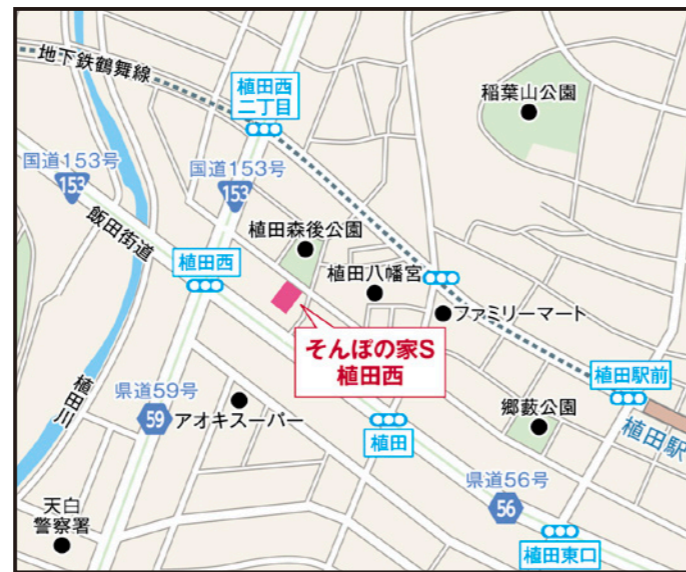 地下鉄鶴舞線
植田西
二丁目
稲葉山公園
国道153号
153
国道153号
153
飯田街道
植田森後公園
植田西
植田八幡宮
ファミリーマート
そんぽの家S
植田西
植田駅前
県道59号
59
アオキスーパー
植田川
植田
郷藪公園
植田駅
県道56号
56
天白
警察署
植田東口